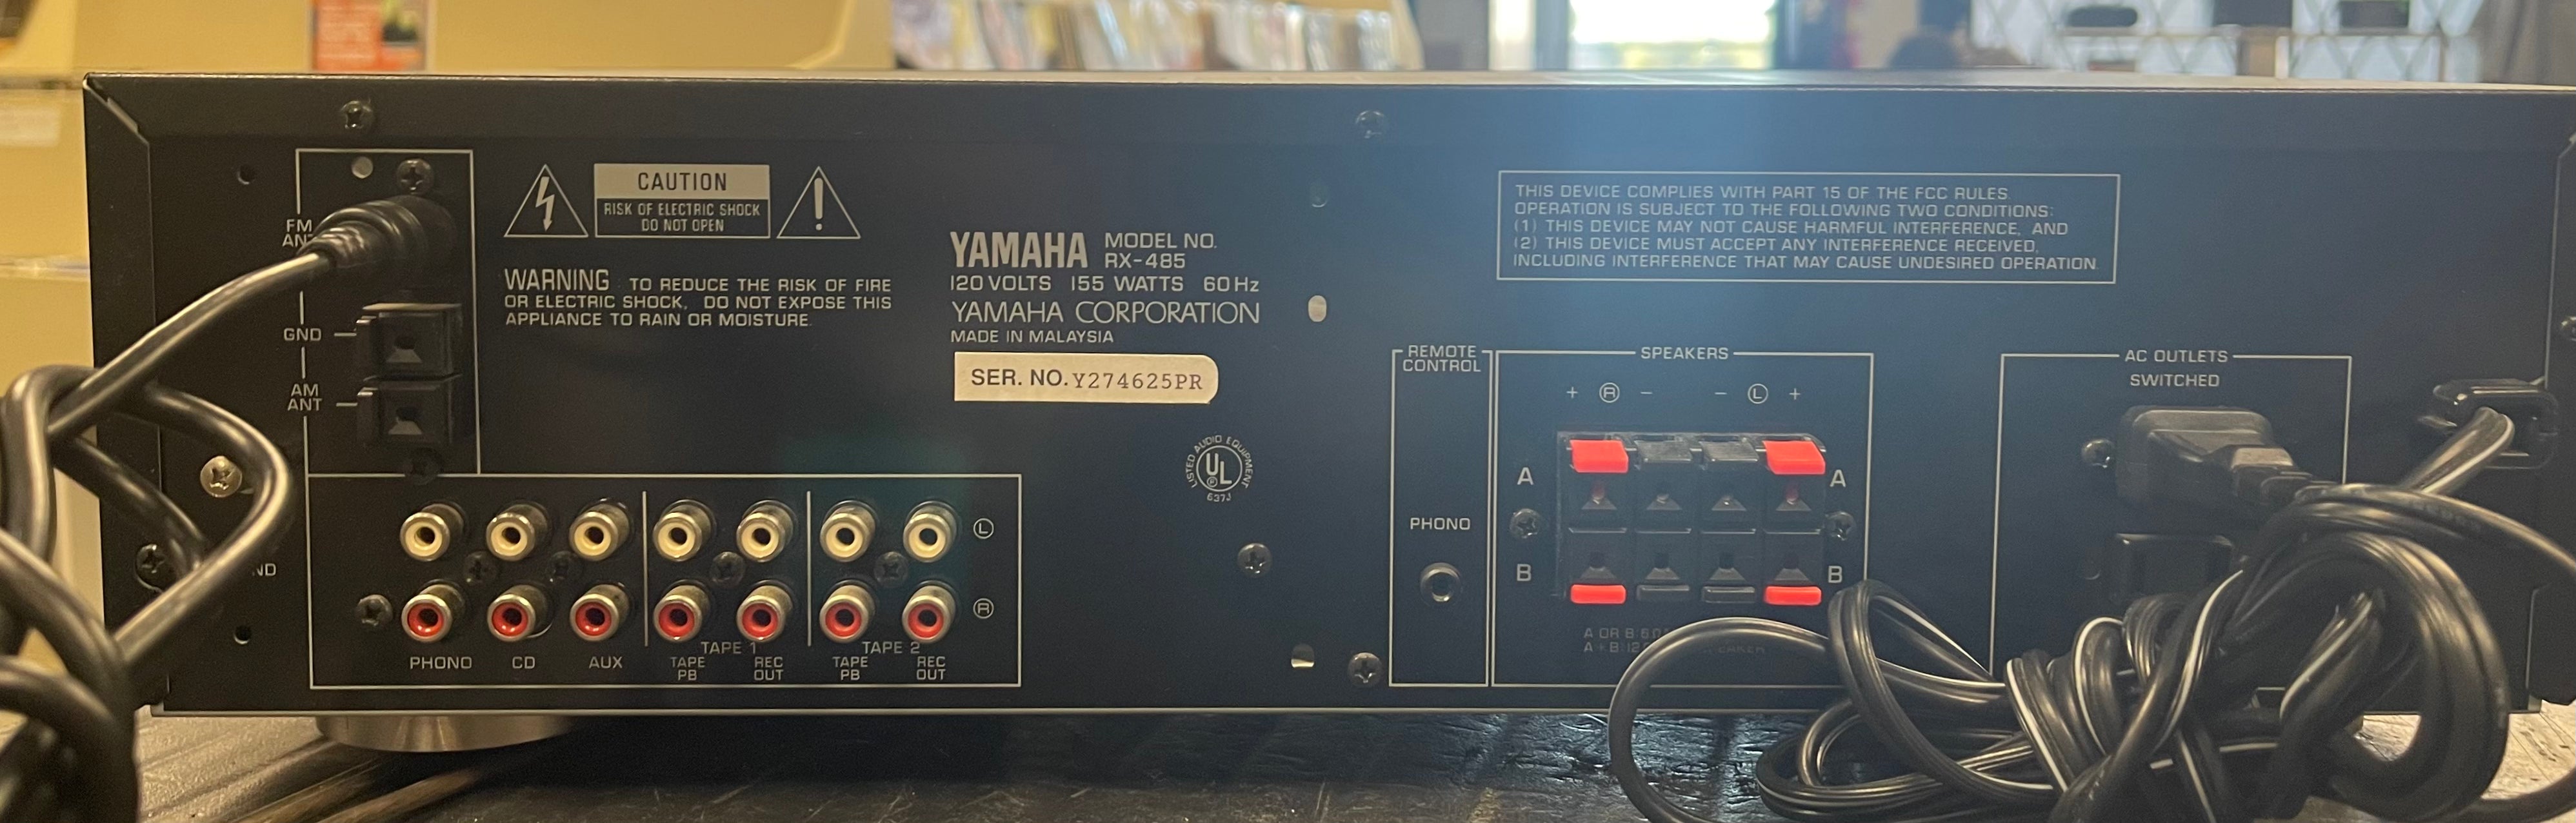 FM
GND
AM
ANT
CAUTION
RISK OF ELECTRIC SHOCK
DO NOT OPEN
WARNING TO REDUCE THE RISK OF FIRE
OR ELECTRIC SHOCK, DO NOT EXPOSE THIS
APPLIANCE TO RAIN OR MOISTURE.
YAMAHA MODEL NO.
RX-485
120 VOLTS 155 WATTS 60Hz
YAMAHA CORPORATION
MADE IN MALAYSIA
SER. NO. Y274625PR
LISTED AUDIO EQUIPMENT
UL
637J
THIS DEVICE COMPLIES WITH PART 15 OF THE FCC RULES.
OPERATION IS SUBJECT TO THE FOLLOWING TWO CONDITIONS:
(1) THIS DEVICE MAY NOT CAUSE HARMFUL INTERFERENCE, AND
(2) THIS DEVICE MUST ACCEPT ANY INTERFERENCE RECEIVED,
INCLUDING INTERFERENCE THAT MAY CAUSE UNDESIRED OPERATION.
L
R
TAPE 1 TAPE 2
PHONO CD AUX TAPE PB REC OUT TAPE PB REC OUT
REMOTE
CONTROL
PHONO
SPEAKERS
+ R - - L +
A A
B B
A OR B
AC OUTLETS
SWITCHED